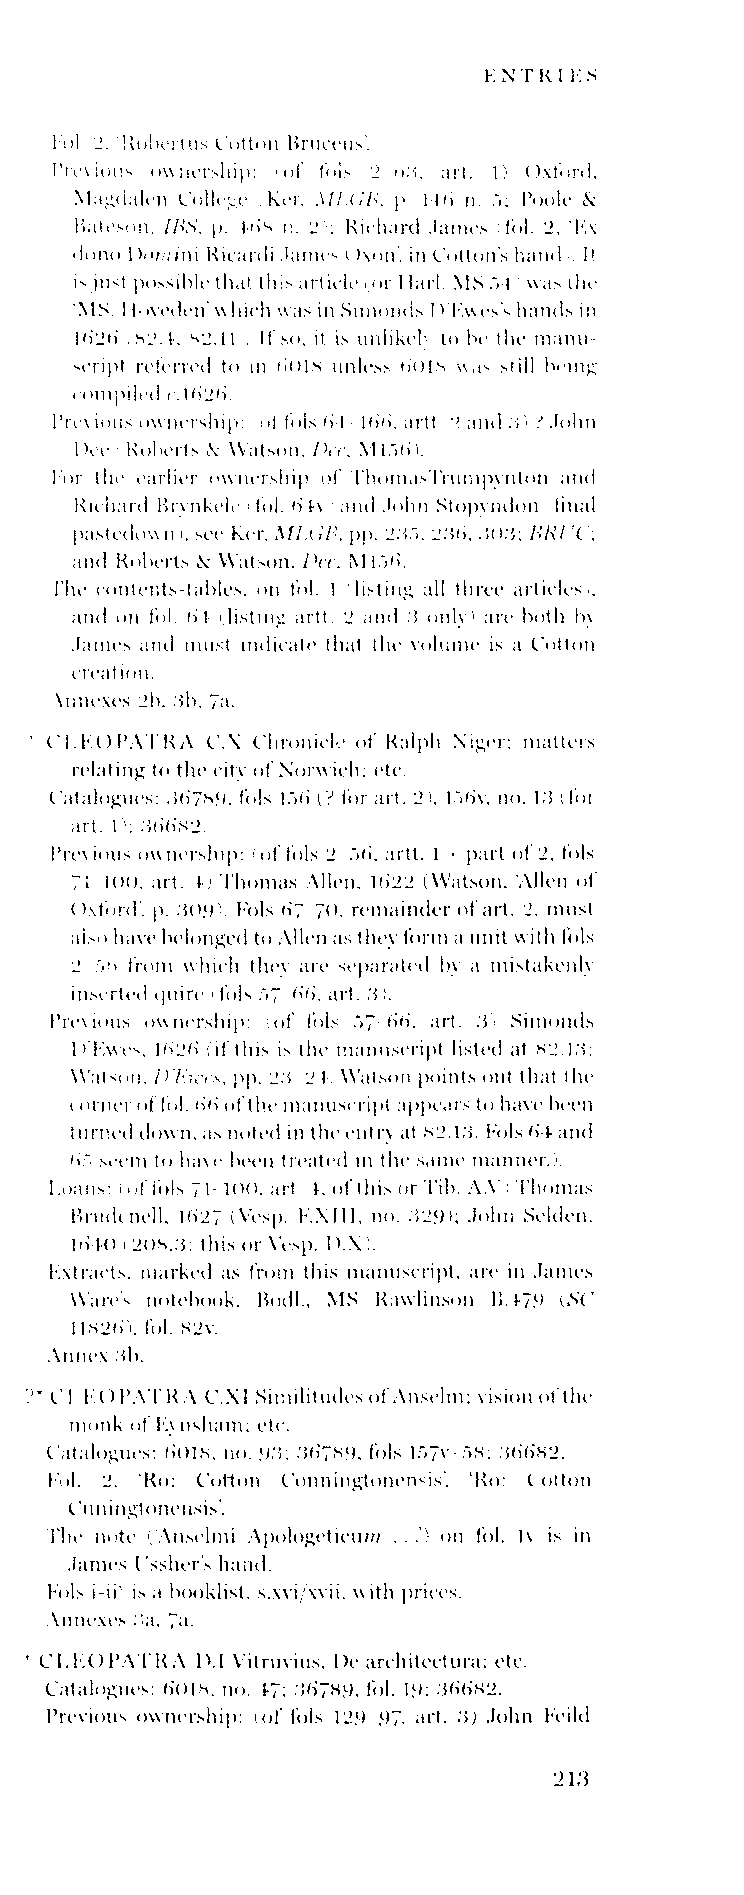 ENTRIES
Fol. 2, 'Robertus Cotton Bruceus'.
Previous ownership: (of fols 2–63, art. 1) Oxford,
Magdalen College (Ker, MLGB, p. 146 n. 5; Poole &
Bateson, IBS, p. 468 n. 2); Richard James (fol. 2, 'Ex
dono Domini Ricardi James Oxon', in Cotton's hand). It
is just possible that this article (or Harl. MS 54) was the
'MS. Hoveden' which was in Simonds D'Ewes's hands in
1626 (82.4, 82.11). If so, it is unlikely to be the manu-
script referred to in 6018 unless 6018 was still being
compiled c.1626.
Previous ownership: (of fols 64–166, artt. 2 and 3) ? John
Dee (Roberts & Watson, Dee, M156).
For the earlier ownership of ThomasTrumpynton and
Richard Brynkele (fol. 64v) and John Stopyndon (final
pastedown), see Ker, MLGB, pp. 235, 236, 303; BRUC;
and Roberts & Watson, Dee, M156.
The contents-tables, on fol. 1 (listing all three articles),
and on fol. 64 (listing artt. 2 and 3 only) are both by
James and must indicate that the volume is a Cotton
creation.
Annexes 2b, 3b, 7a.
* CLEOPATRA C.X Chronicle of Ralph Niger; matters
relating to the city of Norwich; etc.
Catalogues: 36789, fols 156 (? for art. 2), 156v, no. 13 (for
art. 1); 36682.
Previous ownership: (of fols 2–56, artt. 1 + part of 2, fols
71–100, art. 4) Thomas Allen, 1622 (Watson, 'Allen of
Oxford', p. 309). Fols 67–70, remainder of art. 2, must
also have belonged to Allen as they form a unit with fols
2–56 from which they are separated by a mistakenly
inserted quire (fols 57–66, art. 3).
Previous ownership: (of fols 57–66, art. 3) Simonds
D'Ewes, 1626 (if this is the manuscript listed at 82.13;
Watson, D'Ewes, pp. 23–24. Watson points out that the
corner of fol. 66 of the manuscript appears to have been
turned down, as noted in the entry at 82.13. Fols 64 and
65 seem to have been treated in the same manner.).
Loans: (of fols 71–100, art. 4, of this or Tib. A.V) Thomas
Brudenell, 1627 (Vesp. E.XIII, no. 329); John Selden,
1640 (208.3: this or Vesp. D.X).
Extracts, marked as from this manuscript, are in James
Ware's notebook, Bodl., MS Rawlinson B.479 (SC
11826), fol. 82v.
Annex 3b.
?* CLEOPATRA C.XI Similitudes of Anselm; vision of the
monk of Eynsham; etc.
Catalogues: 6018, no. 93; 36789, fols 157v–58; 36682.
Fol. 2, 'Ro: Cotton Conningtonensis', 'Ro: Cotton
Cuningtonensis'.
The note ('Anselmi Apologeticum ...') on fol. 1v is in
James Ussher's hand.
Fols i–ii* is a booklist, s.xvi/xvii, with prices.
Annexes 3a, 7a.
* CLEOPATRA D.I Vitruvius, De architectura; etc.
Catalogues: 6018, no. 47; 36789, fol. 19; 36682.
Previous ownership: (of fols 129–97, art. 3) John Feild
213